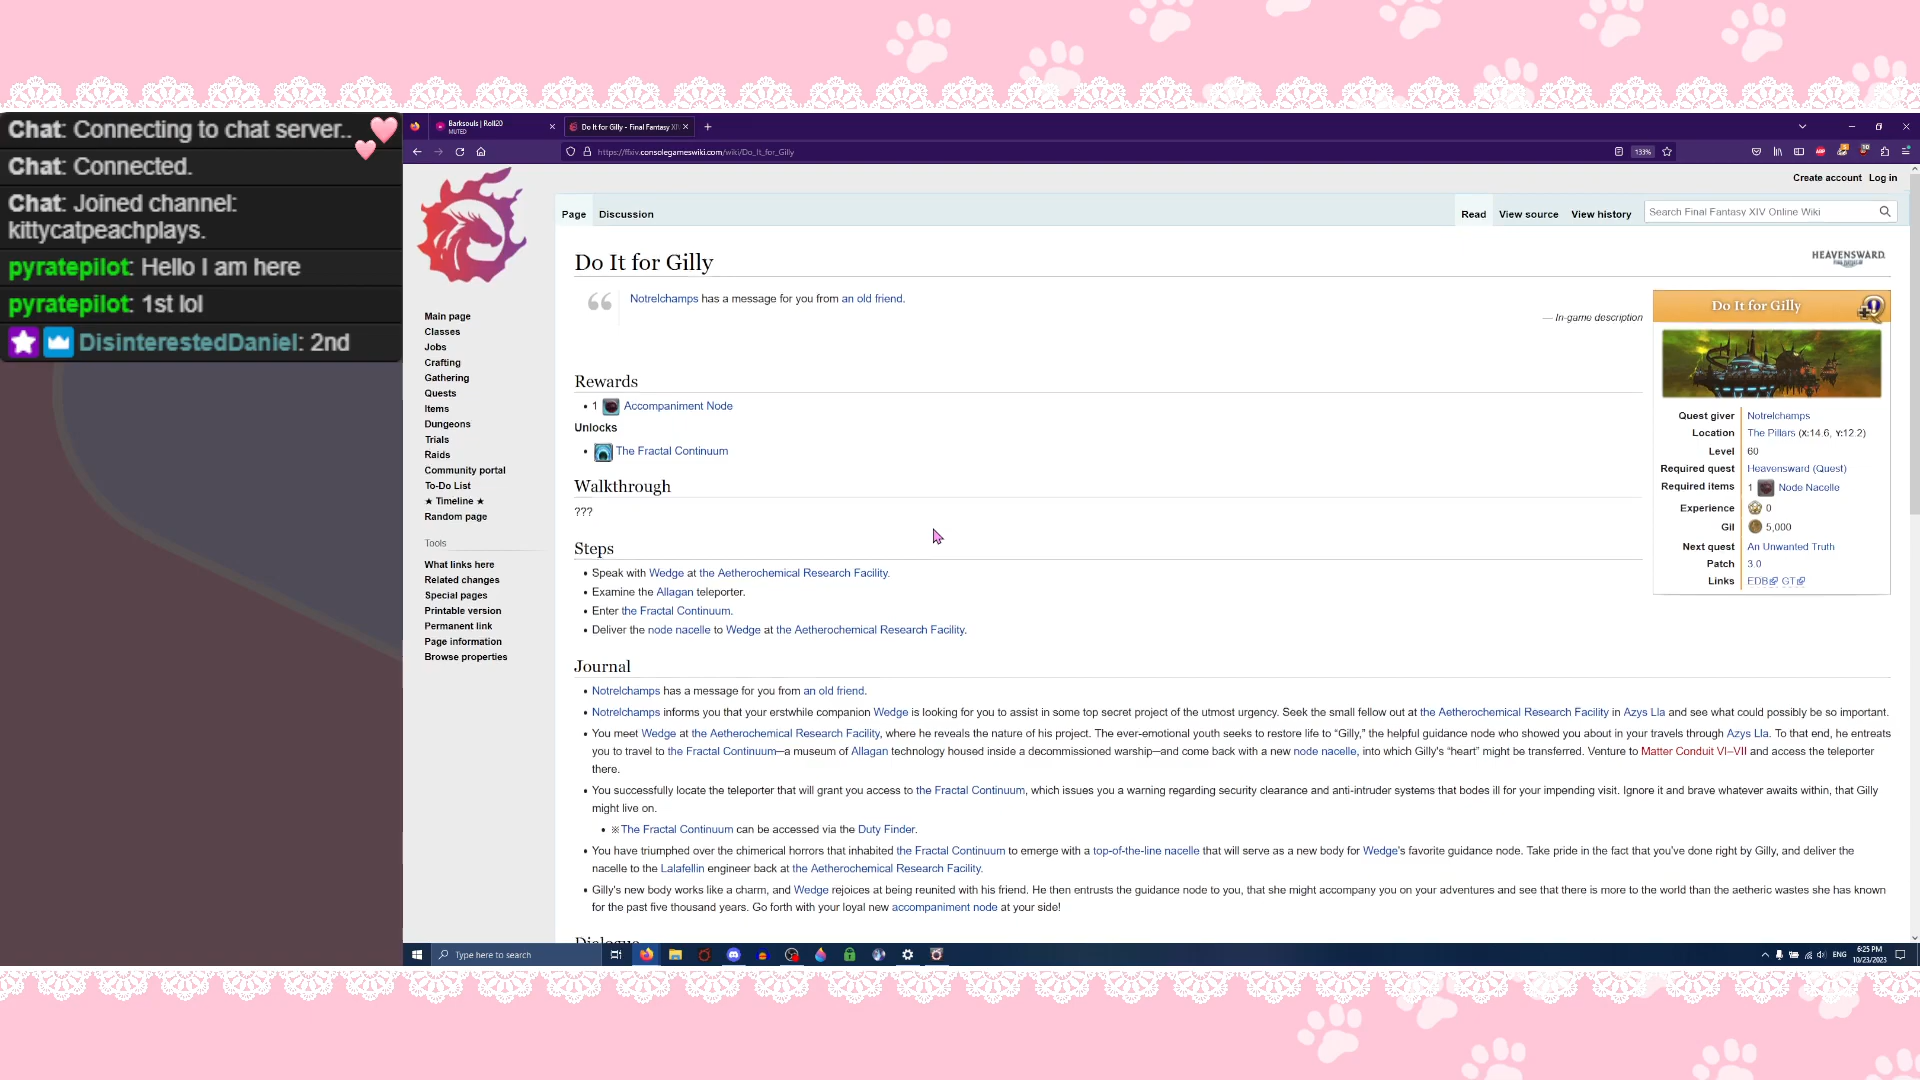 Chat: Connecting to chat server..
Chat: Connected.
Chat: Joined channel:
kittycatpeachplays.
pyratepilot: Hello I am here
pyratepilot: 1st lol
DisinterestedDaniel: 2nd
Barksouls | Roll20
MUTED
Do It for Gilly - Final Fantasy XIV
https://ffxiv.consolegameswiki.com/wiki/Do_It_for_Gilly
133%
Create account Log in
Page Discussion
Read View source View history
Search Final Fantasy XIV Online Wiki
Main page
Classes
Jobs
Crafting
Gathering
Quests
Items
Dungeons
Trials
Raids
Community portal
To-Do List
★ Timeline ★
Random page
Tools
What links here
Related changes
Special pages
Printable version
Permanent link
Page information
Browse properties
Do It for Gilly
HEAVENSWARD
Notrelchamps has a message for you from an old friend.
— In-game description
Rewards
• 1 Accompaniment Node
Unlocks
• The Fractal Continuum
Walkthrough
???
Steps
• Speak with Wedge at the Aetherochemical Research Facility.
• Examine the Allagan teleporter.
• Enter the Fractal Continuum.
• Deliver the node nacelle to Wedge at the Aetherochemical Research Facility.
Do It for Gilly
Quest giver Notrelchamps
Location The Pillars (X:14.6, Y:12.2)
Level 60
Required quest Heavensward (Quest)
Required items 1 Node Nacelle
Experience 0
Gil 5,000
Next quest An Unwanted Truth
Patch 3.0
Links EDB GT
Journal
• Notrelchamps has a message for you from an old friend.
• Notrelchamps informs you that your erstwhile companion Wedge is looking for you to assist in some top secret project of the utmost urgency. Seek the small fellow out at the Aetherochemical Research Facility in Azys Lla and see what could possibly be so important.
• You meet Wedge at the Aetherochemical Research Facility, where he reveals the nature of his project. The ever-emotional youth seeks to restore life to “Gilly,” the helpful guidance node who showed you about in your travels through Azys Lla. To that end, he entreats
you to travel to the Fractal Continuum—a museum of Allagan technology housed inside a decommissioned warship—and come back with a new node nacelle, into which Gilly's “heart” might be transferred. Venture to Matter Conduit VI–VII and access the teleporter
there.
• You successfully locate the teleporter that will grant you access to the Fractal Continuum, which issues you a warning regarding security clearance and anti-intruder systems that bodes ill for your impending visit. Ignore it and brave whatever awaits within, that Gilly
might live on.
• ※The Fractal Continuum can be accessed via the Duty Finder.
• You have triumphed over the chimerical horrors that inhabited the Fractal Continuum to emerge with a top-of-the-line nacelle that will serve as a new body for Wedge's favorite guidance node. Take pride in the fact that you've done right by Gilly, and deliver the
nacelle to the Lalafellin engineer back at the Aetherochemical Research Facility.
• Gilly's new body works like a charm, and Wedge rejoices at being reunited with his friend. He then entrusts the guidance node to you, that she might accompany you on your adventures and see that there is more to the world than the aetheric wastes she has known
for the past five thousand years. Go forth with your loyal new accompaniment node at your side!
Dialogue
Type here to search
ENG
6:25 PM
10/23/2023